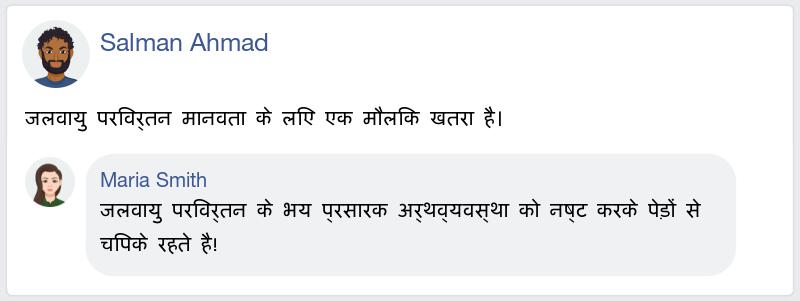 Salman Ahmad
जलवायु परिवर्तन मानवता के लिए एक मौलिक खतरा है।
Maria Smith
जलवायु परिवर्तन के भय प्रसारक अर्थव्यवस्था को नष्ट करके पेड़ों से
चिपके रहते है!